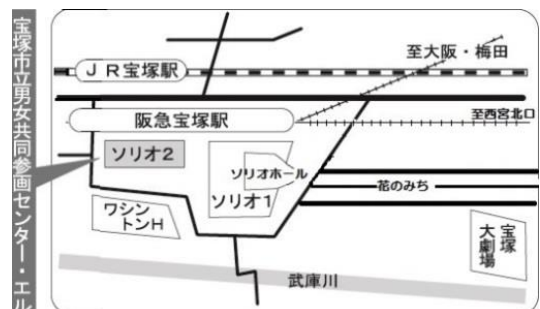 宝塚市立男女共同参画センター・エル
至大阪・梅田
JR宝塚駅
阪急宝塚駅
至西宮北口
ソリオ2
ソリオホール
ソリオ1
花のみち
ワシン
トンH
宝塚
大劇場
武庫川